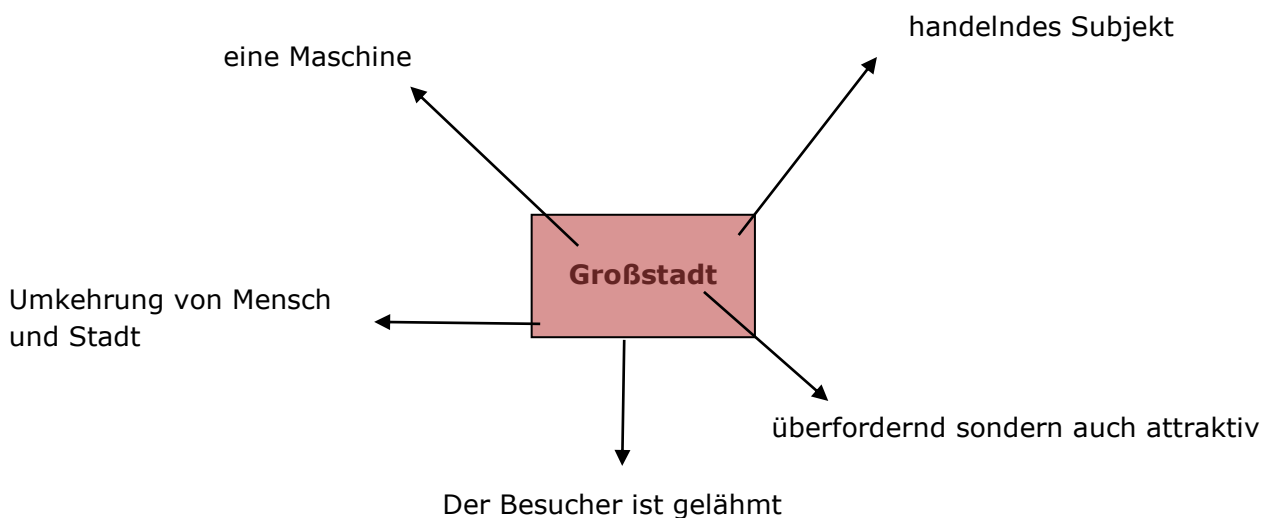 handelndes Subjekt
eine Maschine
Großstadt
Umkehrung von Mensch
und Stadt
überfordernd sondern auch attraktiv
Der Besucher ist gelähmt